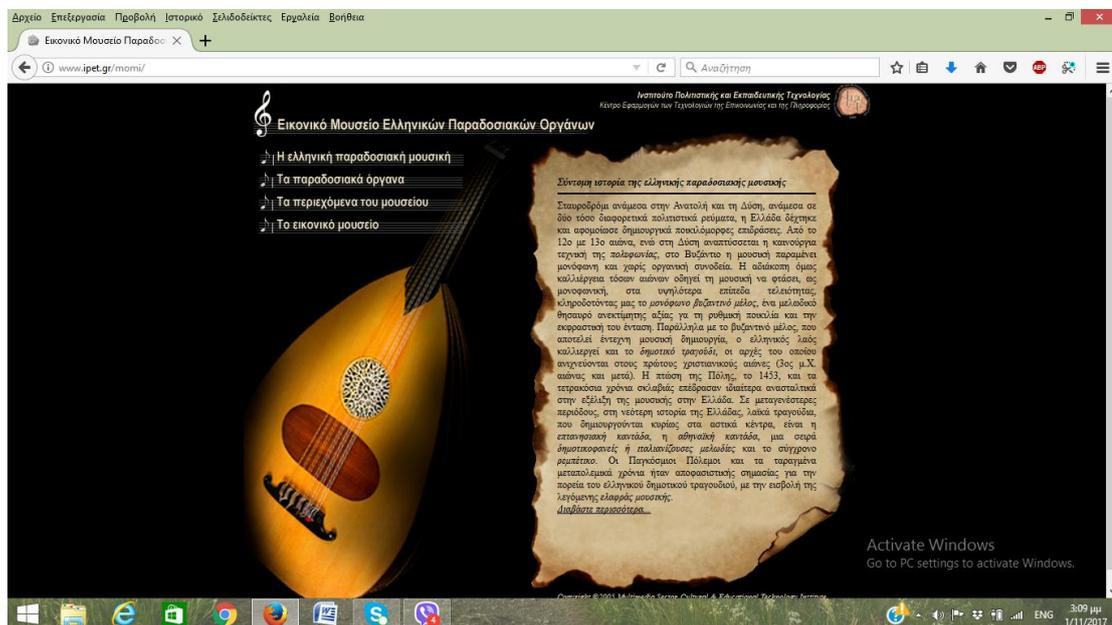 Αρχείο Επεξεργασία Προβολή Ιστορικό Σελιδοδείκτες Εργαλεία Βοήθεια
Εικονικό Μουσείο Παραδοσ
www.ipet.gr/momi/
Αναζήτηση
ABP
Ινστιτούτο Πολιτιστικής και Εκπαιδευτικής Τεχνολογίας
Κέντρο Εφαρμογών των Τεχνολογιών της Επικοινωνίας και της Πληροφορίας
Εικονικό Μουσείο Ελληνικών Παραδοσιακών Οργάνων
Η ελληνική παραδοσιακή μουσική
Τα παραδοσιακά όργανα
Τα περιεχόμενα του μουσείου
Το εικονικό μουσείο
Σύντομη ιστορία της ελληνικής παραδοσιακής μουσικής
Σταυροδρόμι ανάμεσα στην Ανατολή και τη Δύση, ανάμεσα σε
δύο τόσο διαφορετικά πολιτιστικά ρεύματα, η Ελλάδα δέχτηκε
και αφομοίωσε δημιουργικά ποικιλόμορφες επιδράσεις. Από το
12ο με 13ο αιώνα, ενώ στη Δύση αναπτύσσεται η καινούργια
τεχνική της πολυφωνίας, στο Βυζάντιο η μουσική παραμένει
μονόφωνη και χωρίς οργανική συνοδεία. Η αδιάκοπη όμως
καλλιέργεια τόσων αιώνων οδηγεί τη μουσική να φτάσει, ως
μονοφωνική, στα υψηλότερα επίπεδα τελειότητας,
κληροδοτόντας μας το μονόφωνο βυζαντινό μέλος, ένα μελωδικό
θησαυρό ανεκτίμητης αξίας γα τη ρυθμική ποικιλία και την
εκφραστική του ένταση. Παράλληλα με το βυζαντινό μέλος, που
αποτελεί έντεχνη μουσική δημιουργία, ο ελληνικός λαός
καλλιεργεί και το δημοτικό τραγούδι, οι αρχές του οποίου
ανιχνεύονται στους πρώτους χριστιανικούς αιώνες (3ος μ.Χ.
αιώνας και μετά). Η πτώση της Πόλης, το 1453, και τα
τετρακόσια χρόνια σκλαβιάς επέδρασαν ιδιαίτερα ανασταλτικά
στην εξέλιξη της μουσικής στην Ελλάδα. Σε μεταγενέστερες
περιόδους, στη νεότερη ιστορία της Ελλάδας, λαϊκά τραγούδια,
που δημιουργούνται κυρίως στα αστικά κέντρα, είναι η
επτανησιακή καντάδα, η αθηναϊκή καντάδα, μια σειρά
δημοτικοφανείς ή ιταλιανίζουσες μελωδίες και το σύγχρονο
ρεμπέτικο. Οι Παγκόσμιοι Πόλεμοι και τα ταραγμένα
μεταπολεμικά χρόνια ήταν αποφασιστικής σημασίας για την
πορεία του ελληνικού δημοτικού τραγουδιού, με την εισβολή της
λεγόμενης ελαφράς μουσικής.
Διαβάστε περισσότερα...
Activate Windows
Go to PC settings to activate Windows.
Copyright ©2005 Multimedia Sector, Cultural & Educational Technology Institute
4
ENG
3:09 μμ
1/11/2017